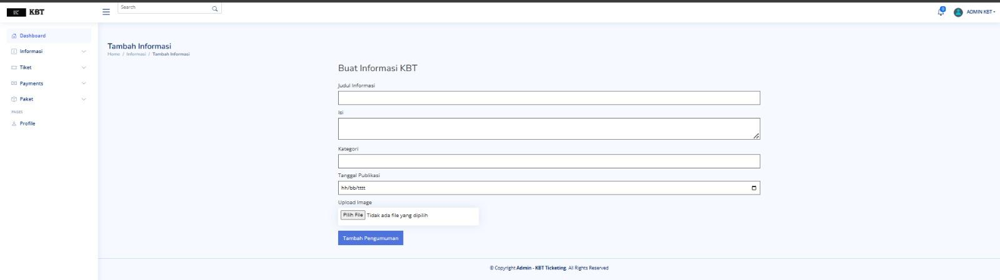 KBT
Search
0
ADMIN KBT
Dashboard
Informasi
Tiket
Payments
Paket
PAGES
Profile
Tambah Informasi
Home / Informasi / Tambah Informasi
Buat Informasi KBT
Judul Informasi
Isi
Kategori
Tanggal Publikasi
hh/bb/tttt
Upload Image
Pilih File Tidak ada file yang dipilih
Tambah Pengumuman
© Copyright Admin - KBT Ticketing. All Rights Reserved